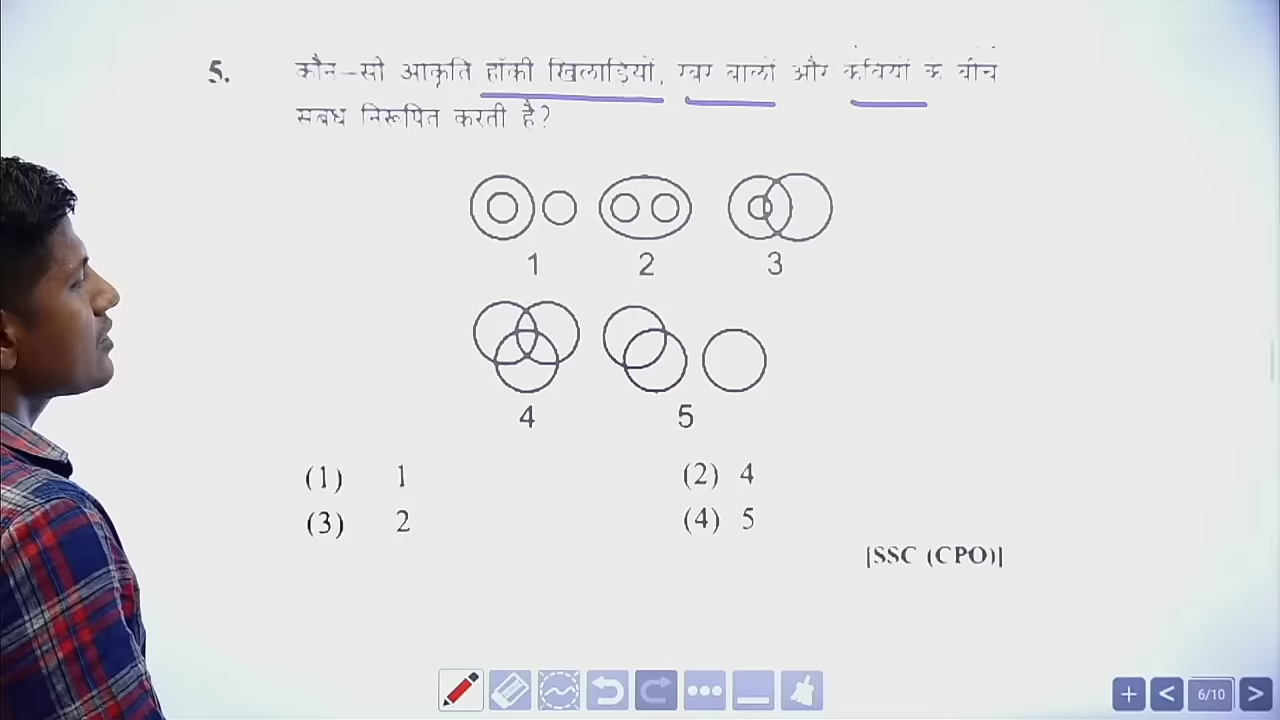 5. कौन-सी आकृति हॉकी खिलाड़ियों, ग्वर वालों और कवियों के बीच
संबंध निरूपित करती है?
1 2 3
4 5
(1) 1 (2) 4
(3) 2 (4) 5
[SSC (CPO)]
6/10